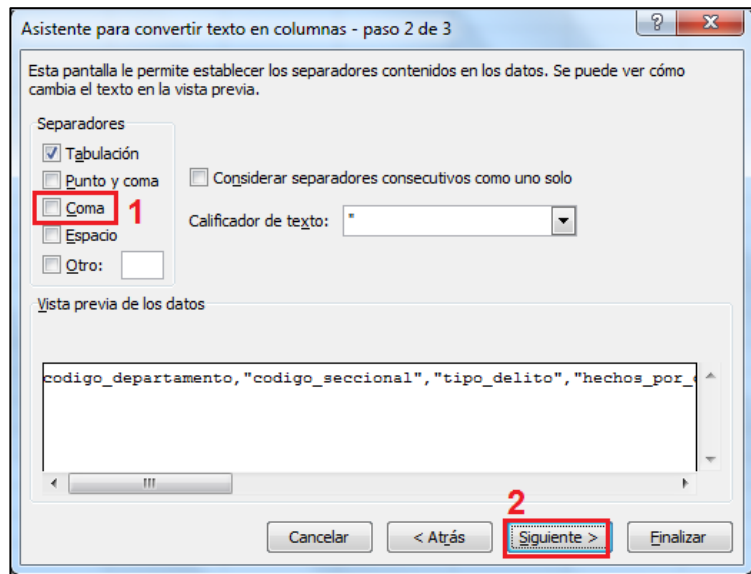 Asistente para convertir texto en columnas - paso 2 de 3
Esta pantalla le permite establecer los separadores contenidos en los datos. Se puede ver cómo
cambia el texto en la vista previa.
Separadores
Tabulación
Punto y coma
Considerar separadores consecutivos como uno solo
Coma 1
Calificador de texto: "
Espacio
Otro:
Vista previa de los datos
codigo_departamento,"codigo_seccional","tipo_delito","hechos_por_
2
Cancelar < Atrás Siguiente > Finalizar